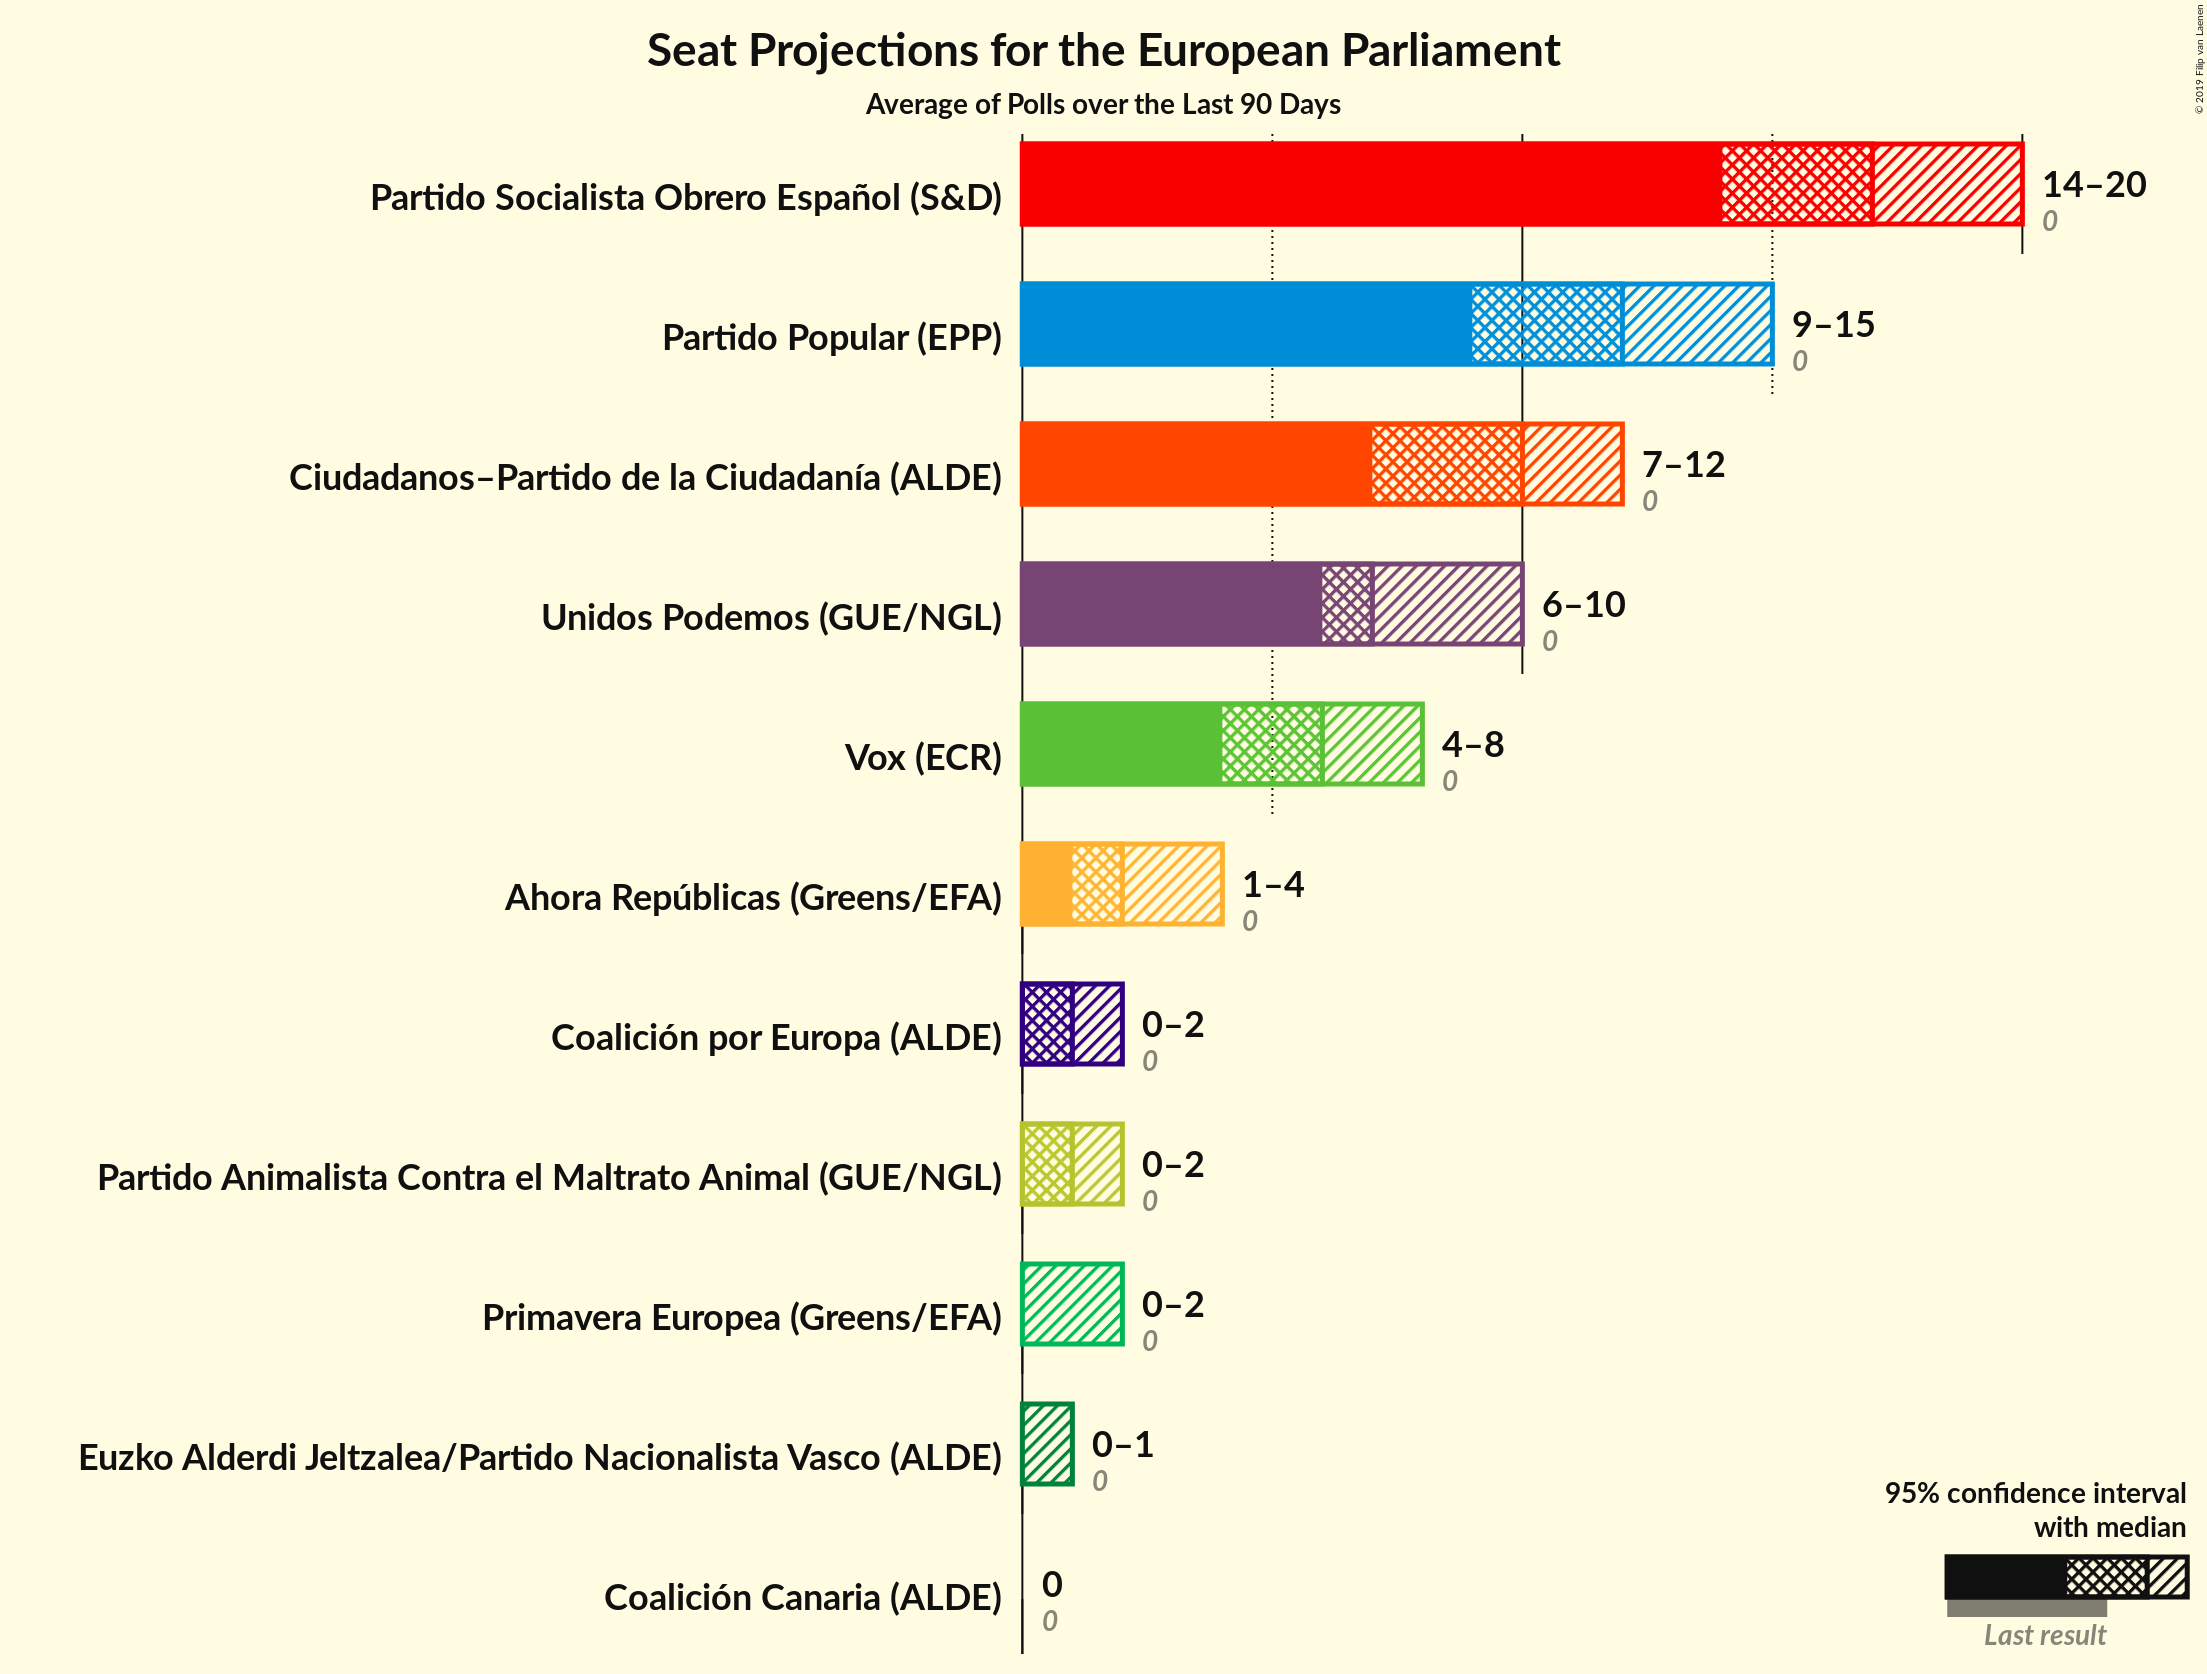 Seat Projections for the European Parliament
Average of Polls over the Last 90 Days
© 2019 Filip van Laenen
Partido Socialista Obrero Español (S&D)
14–20
0
Partido Popular (EPP)
9–15
0
Ciudadanos–Partido de la Ciudadanía (ALDE)
7–12
0
Unidos Podemos (GUE/NGL)
6–10
0
Vox (ECR)
4–8
0
Ahora Repúblicas (Greens/EFA)
1–4
0
Coalición por Europa (ALDE)
0–2
0
Partido Animalista Contra el Maltrato Animal (GUE/NGL)
0–2
0
Primavera Europea (Greens/EFA)
0–2
0
Euzko Alderdi Jeltzalea/Partido Nacionalista Vasco (ALDE)
0–1
0
Coalición Canaria (ALDE)
0
0
95% confidence interval
with median
Last result